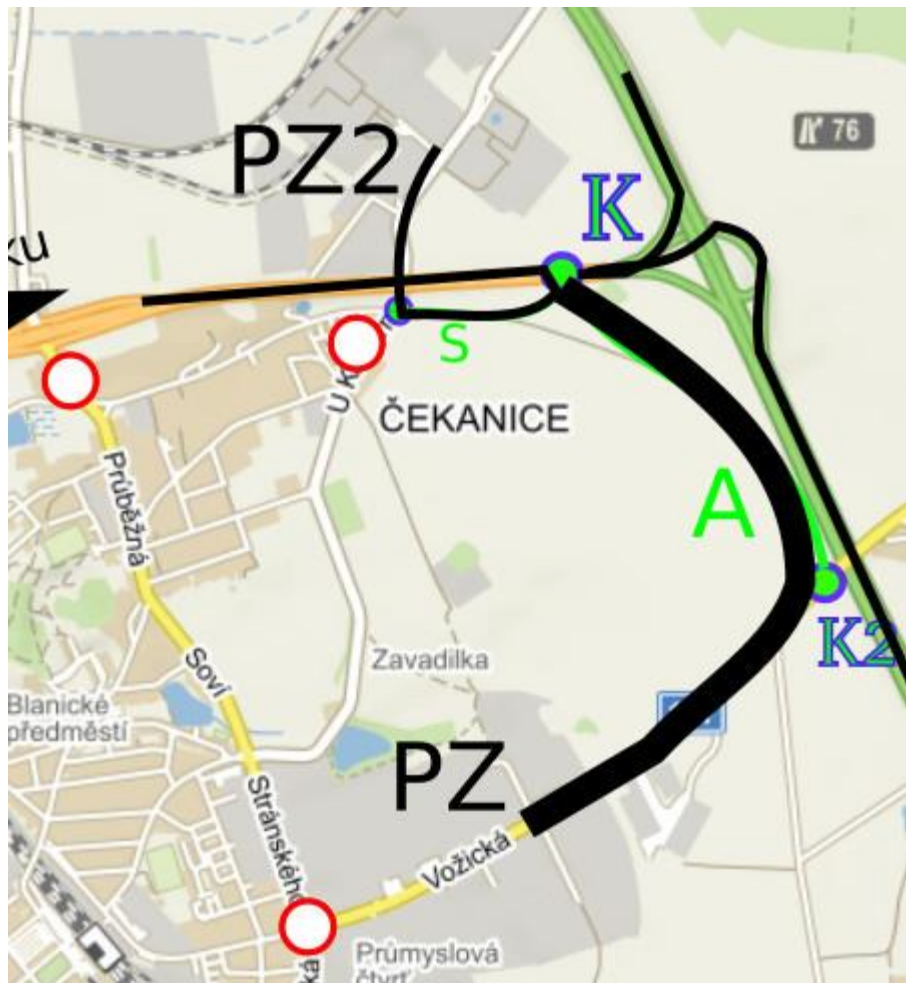 PZ2
76
K
ku
S
ČEKANICE
Průběžná
A
Soví
Zavadilka
K2
Blanické
předměstí
PZ
Stránského
Vožická
Průmyslová
čtvrť